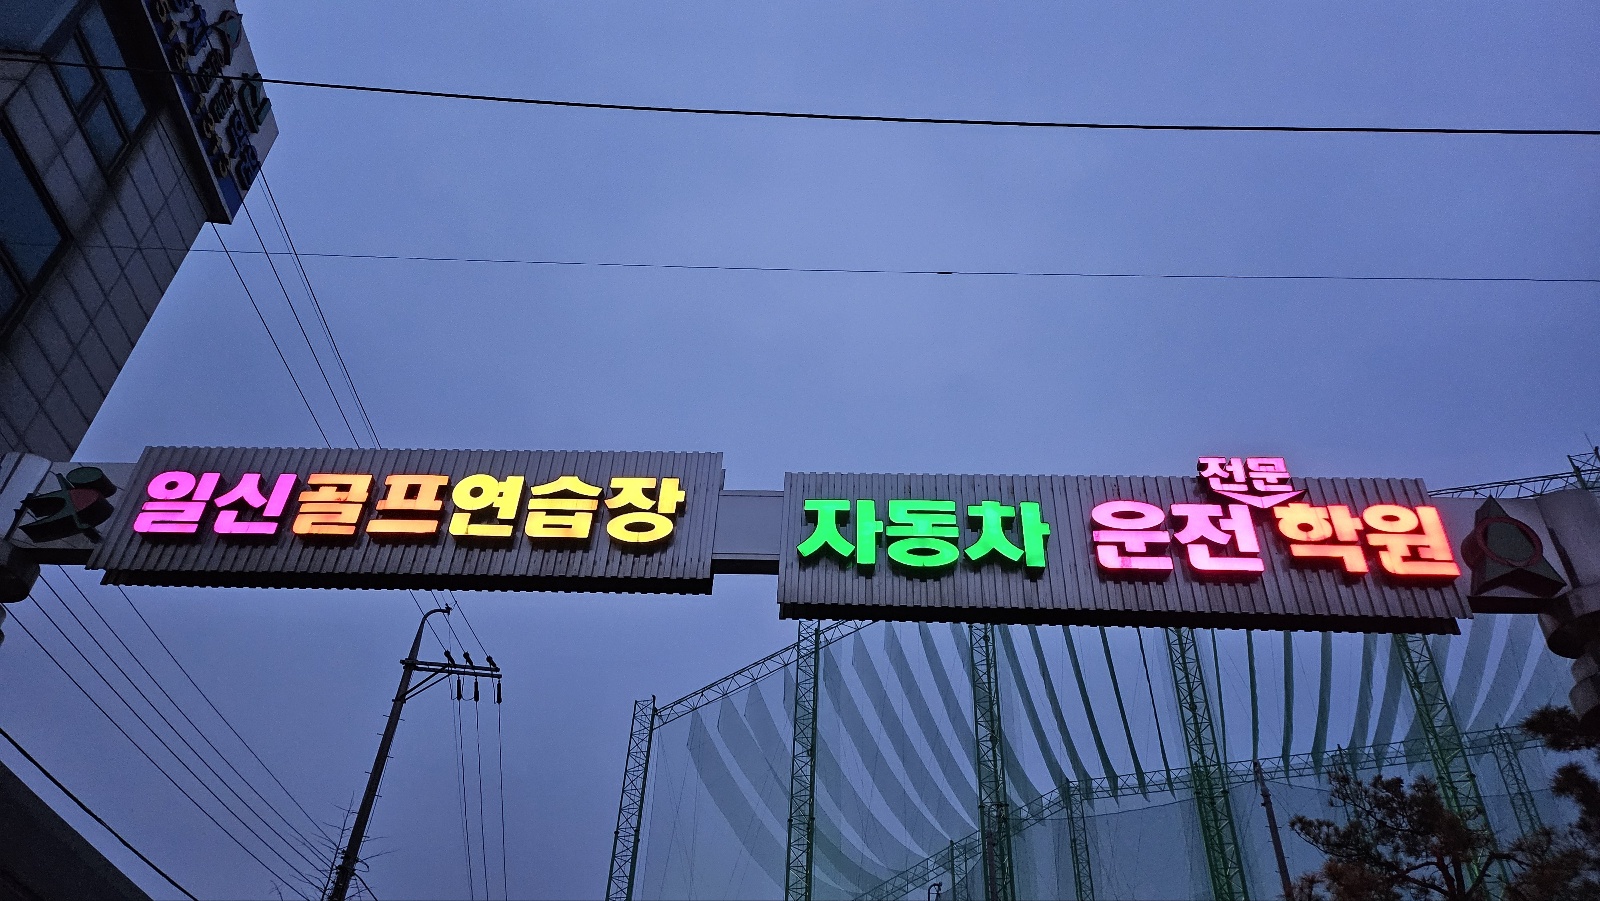 일신골프연습장
자동차 운전학원
전문